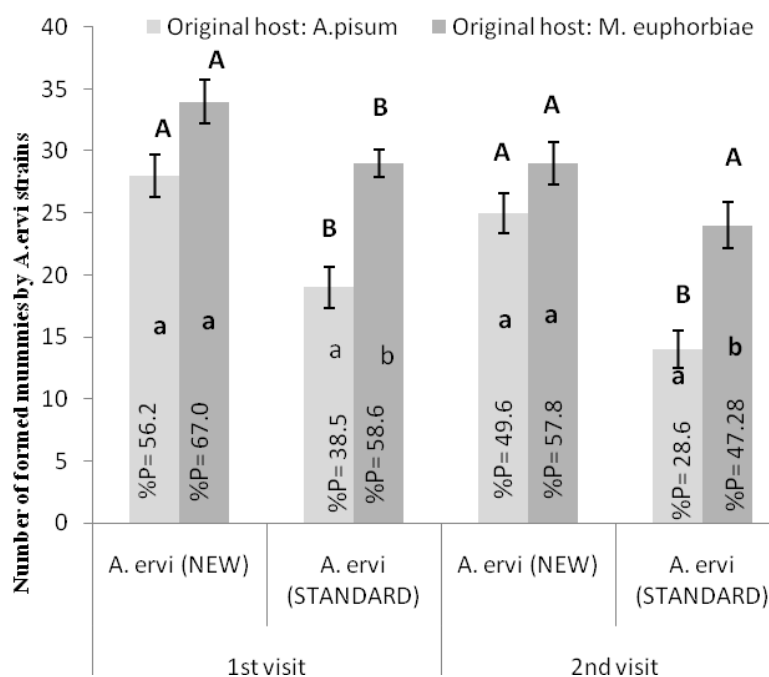 Original host: A.pisum
Original host: M. euphorbiae
Number of formed mummies by A.ervi strains
40
35
30
25
20
15
10
5
0
A
A
B
B
A
A
B
A
a
a
a
b
a
a
a
b
%P= 56.2
%P= 67.0
%P= 38.5
%P= 58.6
%P= 49.6
%P= 57.8
%P= 28.6
%P= 47.28
A. ervi (NEW)
A. ervi
(STANDARD)
A. ervi (NEW)
A. ervi
(STANDARD)
1st visit
2nd visit